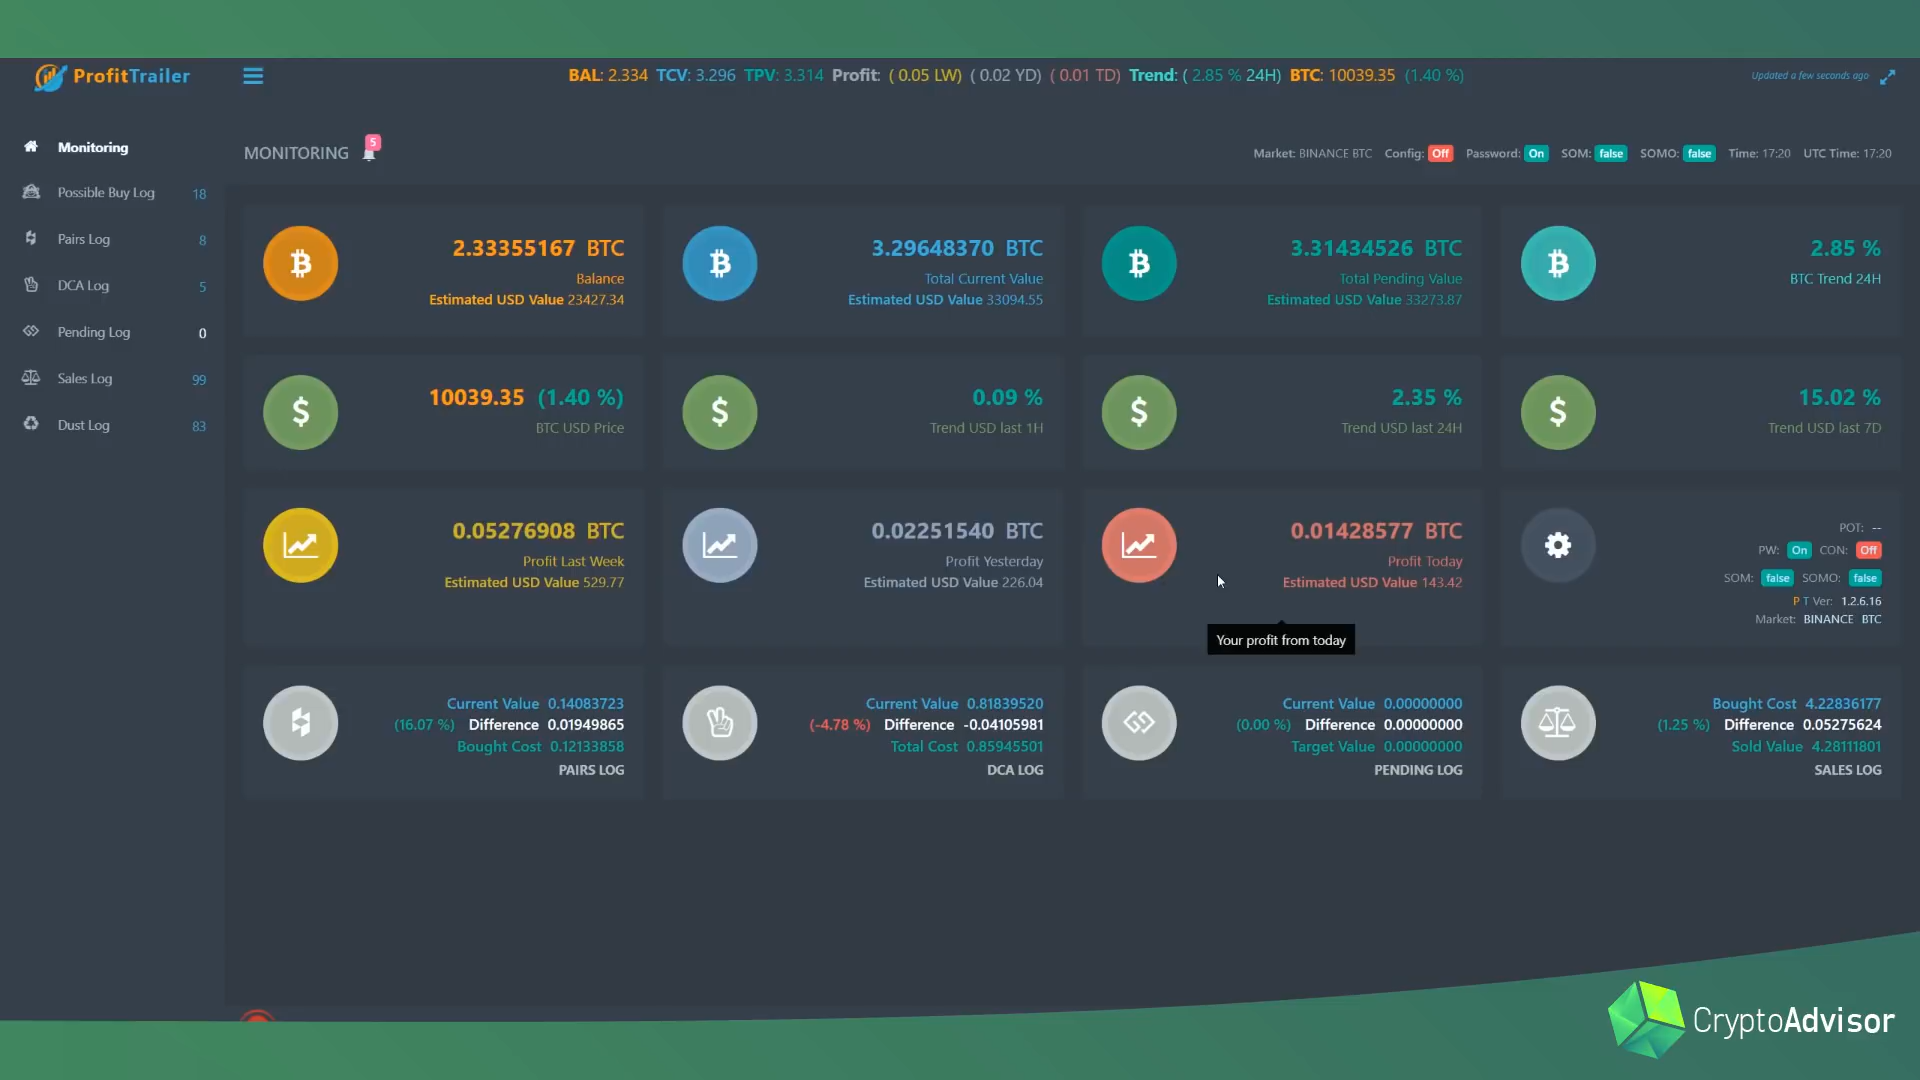 ProfitTrailer
BAL: 2.334 TCV: 3.296 TPV: 3.314 Profit: ( 0.05 LW) ( 0.02 YD) ( 0.01 TD) Trend: ( 2.85 % 24H) BTC: 10039.35 (1.40 %)
Updated a few seconds ago
Monitoring
Possible Buy Log 18
Pairs Log 8
DCA Log 5
Pending Log 0
Sales Log 99
Dust Log 83
MONITORING 5
Market: BINANCE BTC Config: Off Password: On SOM: false SOMO: false Time: 17:20 UTC Time: 17:20
2.33355167 BTC
Balance
Estimated USD Value 23427.34
3.29648370 BTC
Total Current Value
Estimated USD Value 33094.55
3.31434526 BTC
Total Pending Value
Estimated USD Value 33273.87
2.85 %
BTC Trend 24H
10039.35 (1.40 %)
BTC USD Price
0.09 %
Trend USD last 1H
2.35 %
Trend USD last 24H
15.02 %
Trend USD last 7D
0.05276908 BTC
Profit Last Week
Estimated USD Value 529.77
0.02251540 BTC
Profit Yesterday
Estimated USD Value 226.04
0.01428577 BTC
Profit Today
Estimated USD Value 143.42
Your profit from today
POT: --
PW: On CON: Off
SOM: false SOMO: false
P T Ver: 1.2.6.16
Market: BINANCE BTC
Current Value 0.14083723
(16.07 %) Difference 0.01949865
Bought Cost 0.12133858
PAIRS LOG
Current Value 0.81839520
(-4.78 %) Difference -0.04105981
Total Cost 0.85945501
DCA LOG
Current Value 0.00000000
(0.00 %) Difference 0.00000000
Target Value 0.00000000
PENDING LOG
Bought Cost 4.22836177
(1.25 %) Difference 0.05275624
Sold Value 4.28111801
SALES LOG
CryptoAdvisor